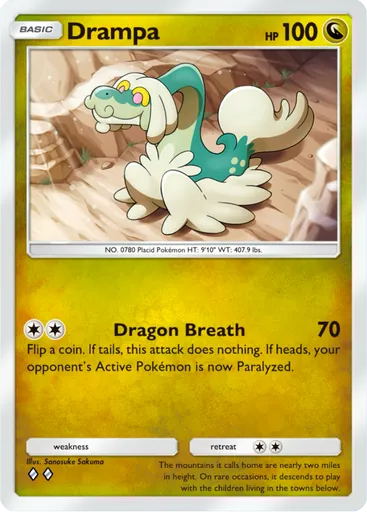 BASIC Drampa HP 100
NO. 0780 Placid Pokémon HT: 9'10" WT: 407.9 lbs.
Dragon Breath 70
Flip a coin. If tails, this attack does nothing. If heads, your
opponent's Active Pokémon is now Paralyzed.
weakness retreat
Illus. Sanosuke Sakuma
The mountains it calls home are nearly two miles
in height. On rare occasions, it descends to play
with the children living in the towns below.